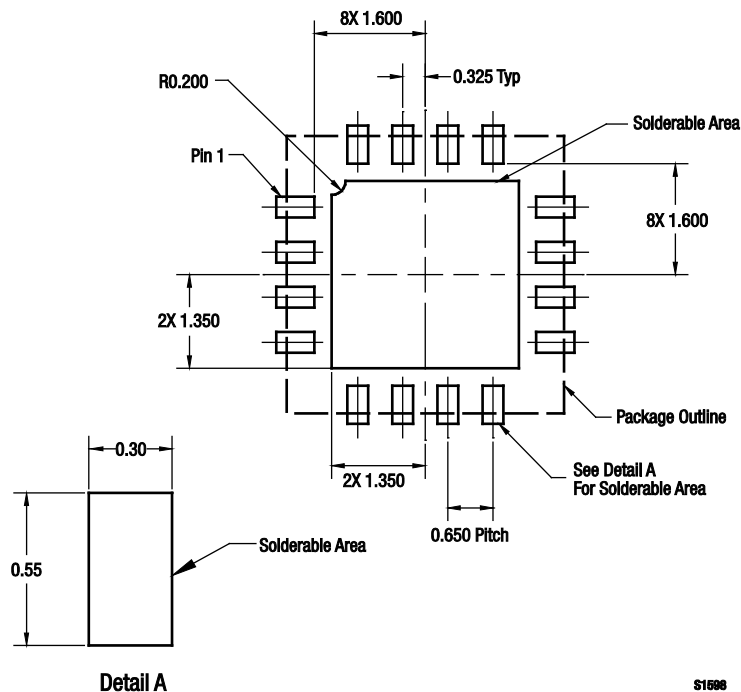 8X 1.600
0.325 Typ
R0.200
Solderable Area
Pin 1
8X 1.600
2X 1.350
Package Outline
2X 1.350
See Detail A
For Solderable Area
0.650 Pitch
0.30
0.55
Solderable Area
Detail A
S1598